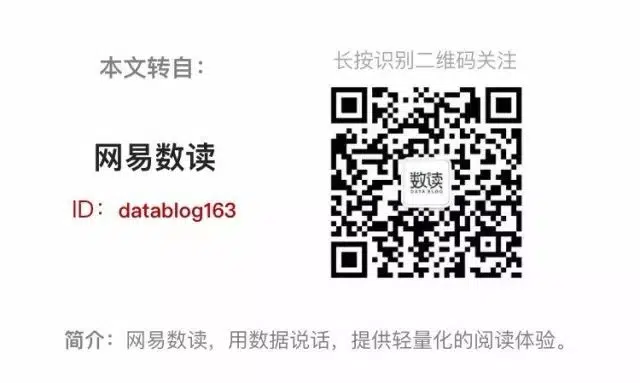 本文转自：
网易数读
ID：datablog163
长按识别二维码关注
数读
DATA BLOG
简介：网易数读，用数据说话，提供轻量化的阅读体验。